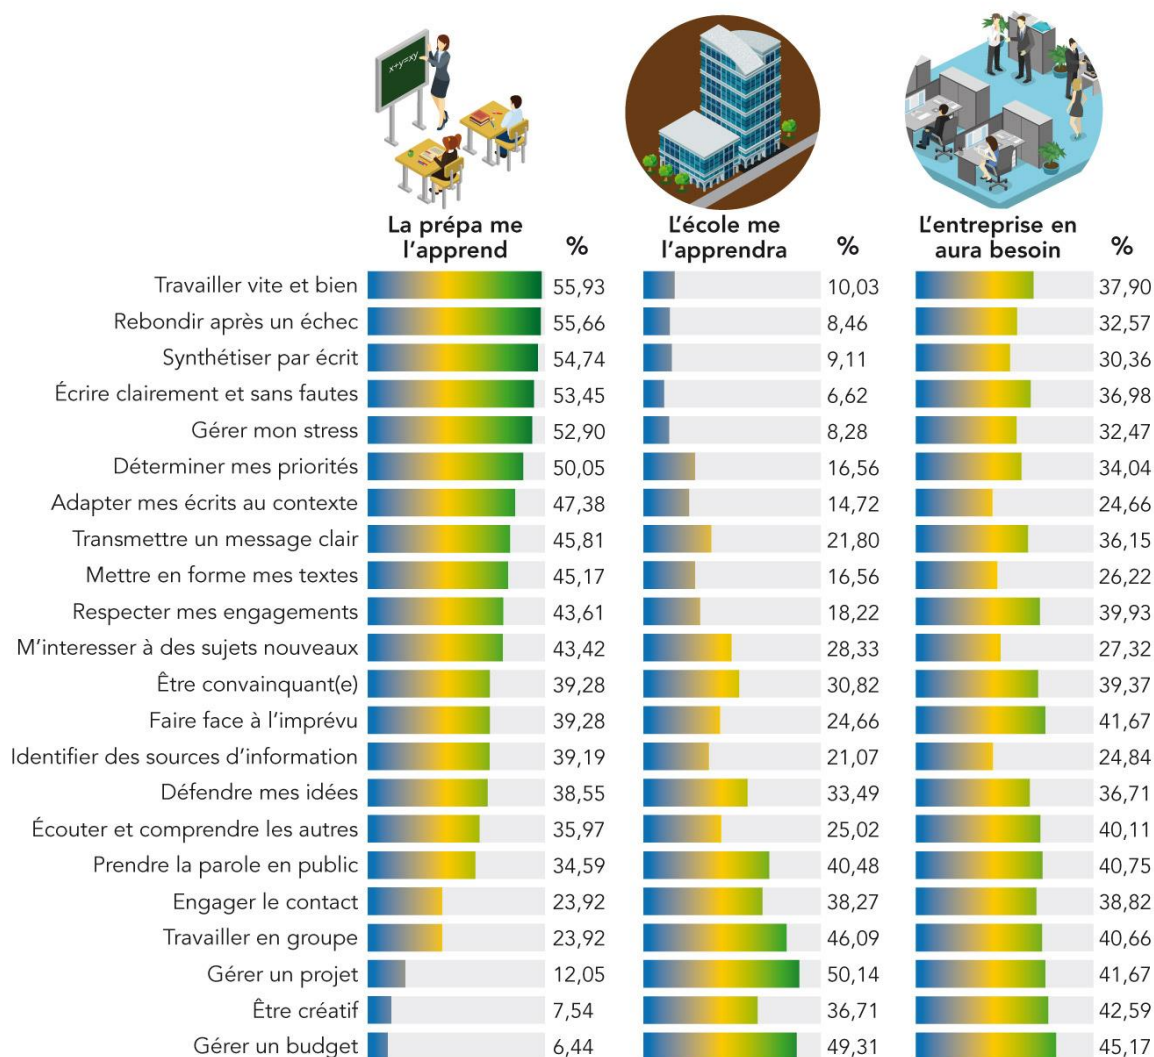 x+y=xy
La prépa me
l'apprend
%
L'école me
l'apprendra
%
L'entreprise en
aura besoin
%
Travailler vite et bien 55,93 10,03 37,90
Rebondir après un échec 55,66 8,46 32,57
Synthétiser par écrit 54,74 9,11 30,36
Écrire clairement et sans fautes 53,45 6,62 36,98
Gérer mon stress 52,90 8,28 32,47
Déterminer mes priorités 50,05 16,56 34,04
Adapter mes écrits au contexte 47,38 14,72 24,66
Transmettre un message clair 45,81 21,80 36,15
Mettre en forme mes textes 45,17 16,56 26,22
Respecter mes engagements 43,61 18,22 39,93
M'interesser à des sujets nouveaux 43,42 28,33 27,32
Être convainquant(e) 39,28 30,82 39,37
Faire face à l'imprévu 39,28 24,66 41,67
Identifier des sources d'information 39,19 21,07 24,84
Défendre mes idées 38,55 33,49 36,71
Écouter et comprendre les autres 35,97 25,02 40,11
Prendre la parole en public 34,59 40,48 40,75
Engager le contact 23,92 38,27 38,82
Travailler en groupe 23,92 46,09 40,66
Gérer un projet 12,05 50,14 41,67
Être créatif 7,54 36,71 42,59
Gérer un budget 6,44 49,31 45,17